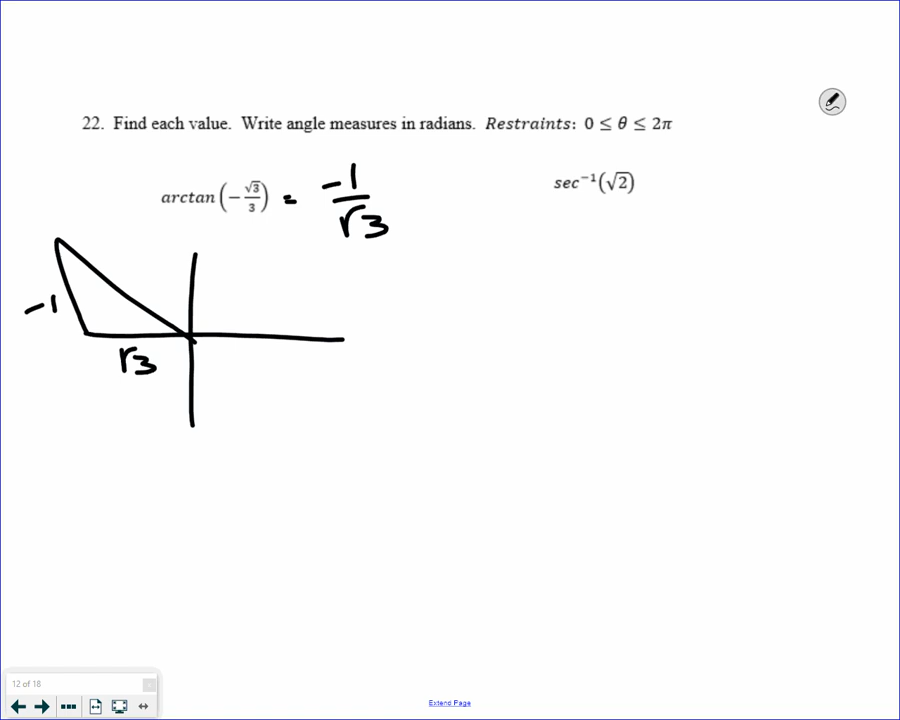 22. Find each value. Write angle measures in radians. Restraints: 0 ≤ θ ≤ 2π
arctan(-√3/3) = -1/√3
sec⁻¹(√2)
-1
√3
12 of 18
Extend Page